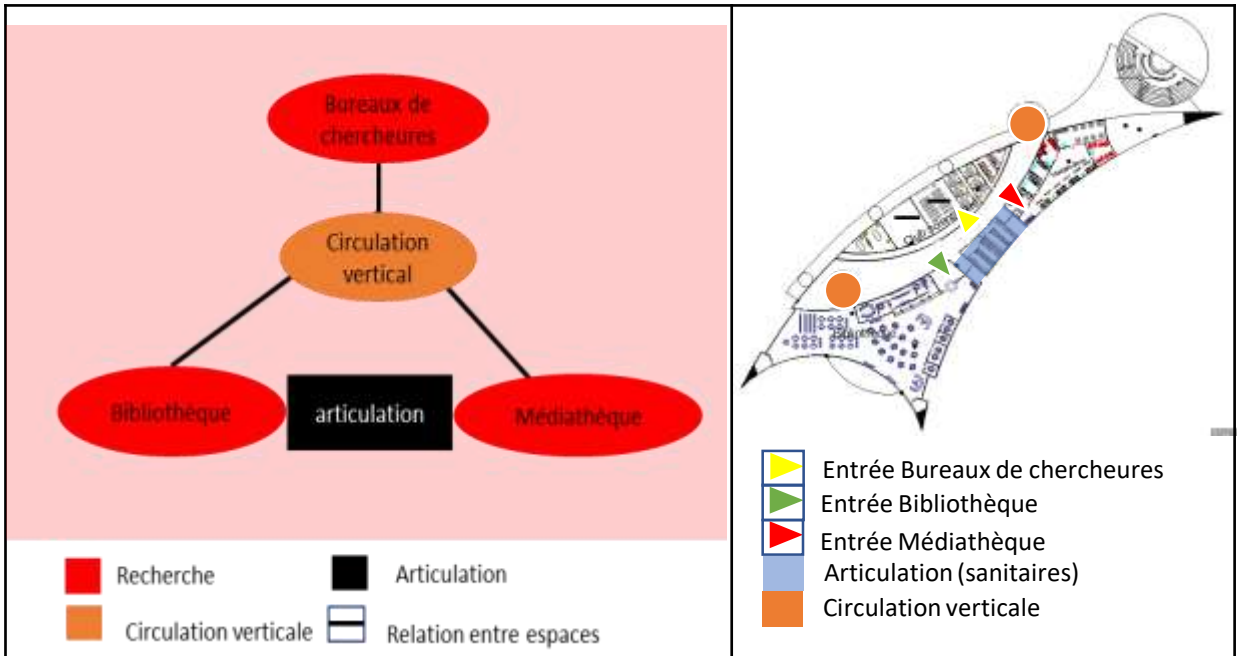 Bureaux de
chercheures
Circulation
vertical
Bibliothèque
articulation
Médiathèque
Recherche
Articulation
Circulation verticale
Relation entre espaces
Entrée Bureaux de chercheures
Entrée Bibliothèque
Entrée Médiathèque
Articulation (sanitaires)
Circulation verticale